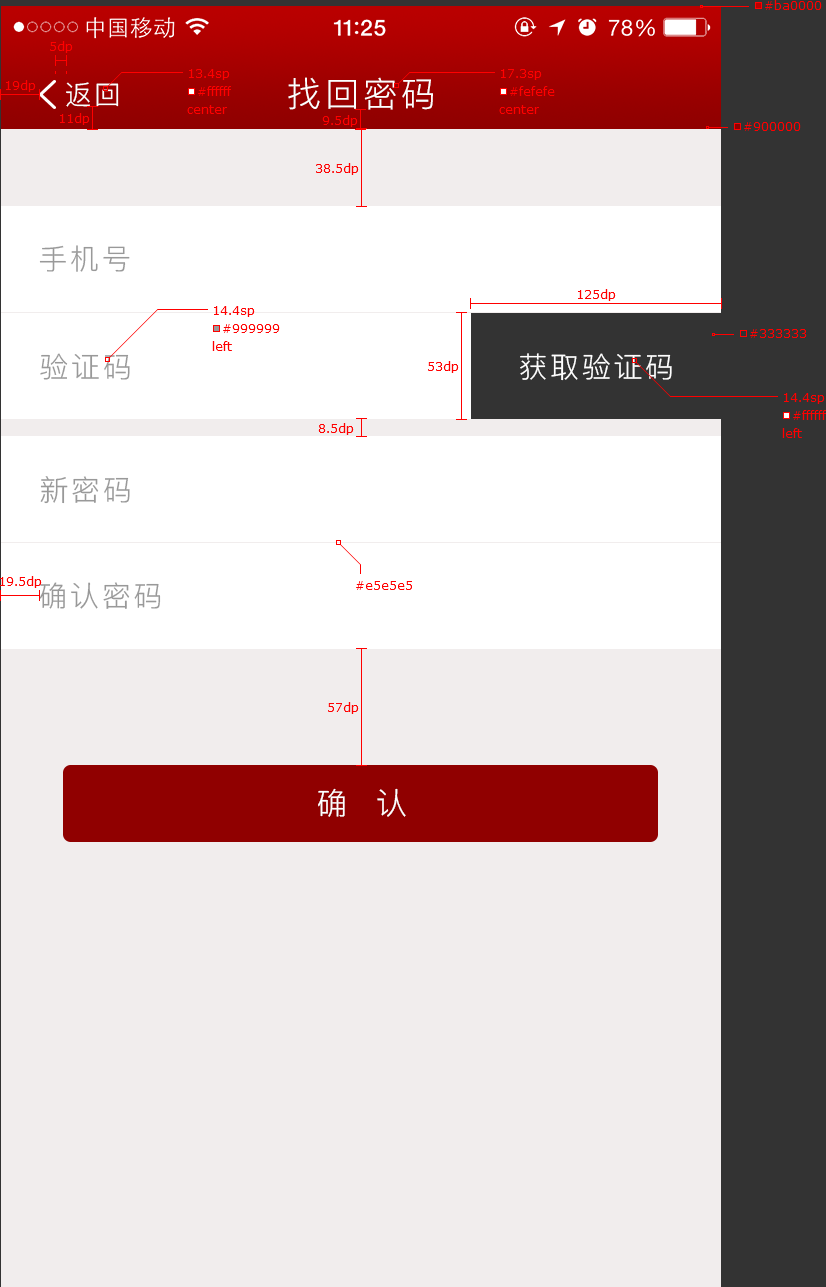 中国移动 11:25 78%
#ba0000
5dp
19dp
返回
11dp
13.4sp
#ffffff
center
找回密码
9.5dp
17.3sp
#fefefe
center
#900000
38.5dp
手机号
125dp
14.4sp
#999999
left
验证码
53dp
获取验证码
#333333
14.4sp
#ffffff
left
8.5dp
新密码
#e5e5e5
19.5dp
确认密码
57dp
确 认